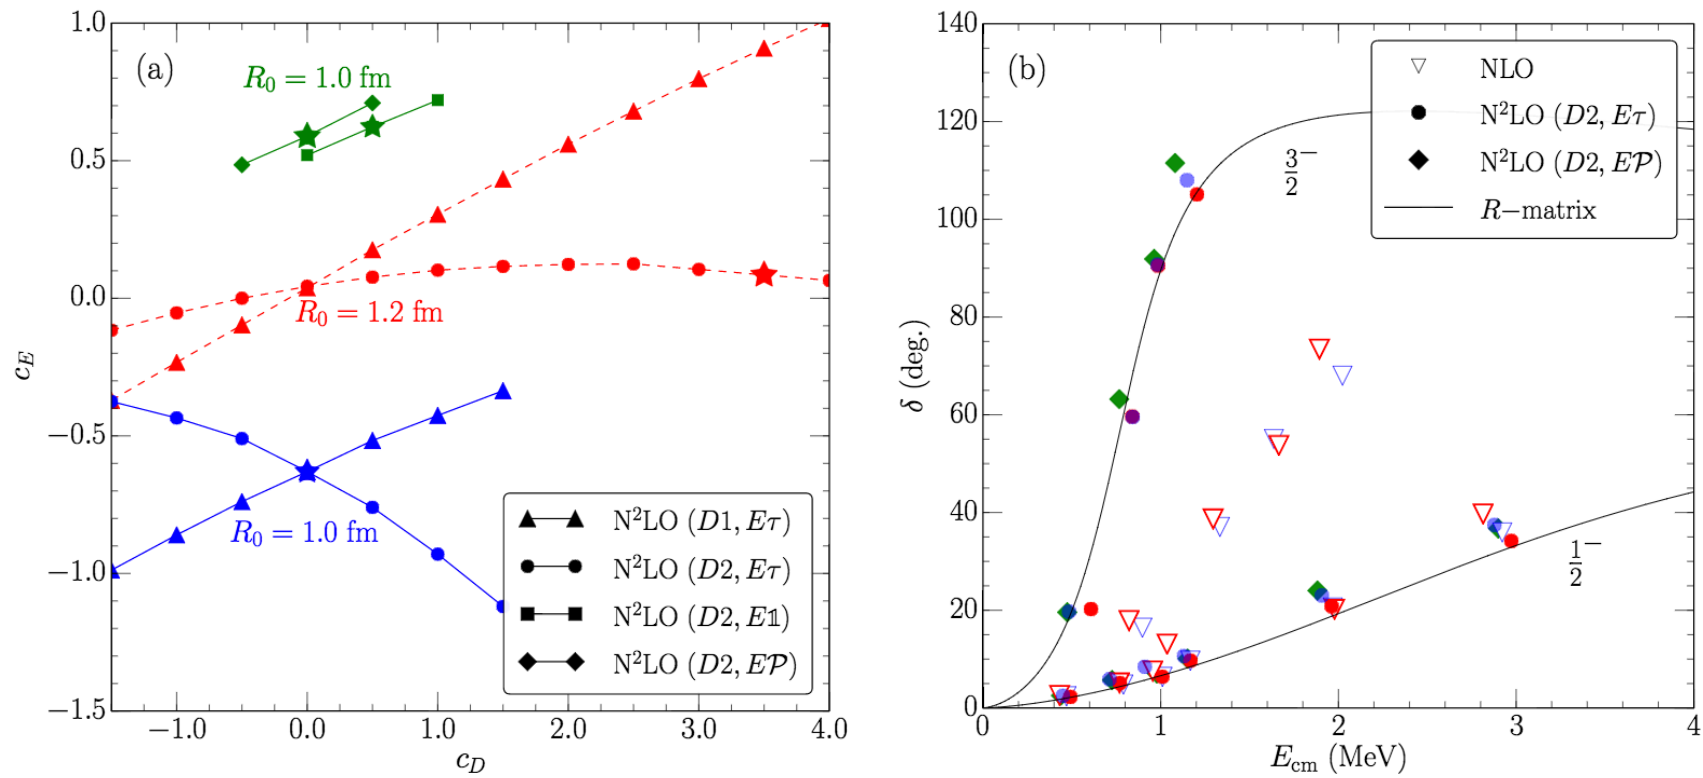 (a)
R₀ = 1.0 fm
R₀ = 1.2 fm
R₀ = 1.0 fm
N²LO (D1, Eτ)
N²LO (D2, Eτ)
N²LO (D2, E𝟙)
N²LO (D2, E𝒫)
1.0
0.5
0.0
−0.5
−1.0
−1.5
c_E
−1.0 0.0 1.0 2.0 3.0 4.0
c_D
(b)
NLO
N²LO (D2, Eτ)
N²LO (D2, E𝒫)
R−matrix
3/2⁻
1/2⁻
140
120
100
80
60
40
20
0
δ (deg.)
0 1 2 3 4
E_cm (MeV)